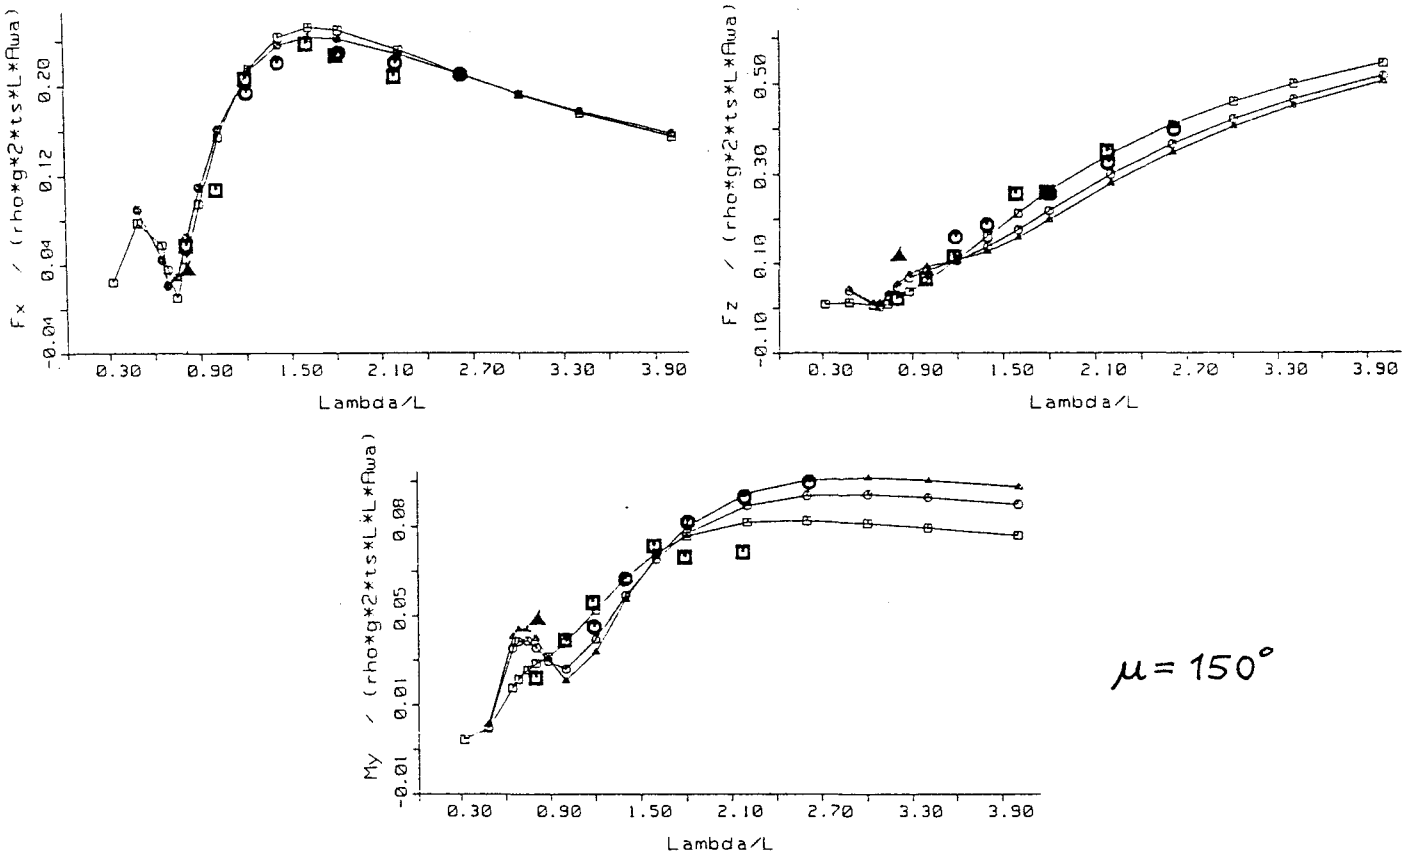 Fx / (rho*g*2*ts*L*Awa)
0.20
0.12
0.04
-0.04
0.30 0.90 1.50 2.10 2.70 3.30 3.90
Lambda/L
Fz / (rho*g*2*ts*L*Awa)
0.50
0.30
0.10
-0.10
0.30 0.90 1.50 2.10 2.70 3.30 3.90
Lambda/L
My / (rho*g*2*ts*L*L*Awa)
0.08
0.05
0.01
-0.01
0.30 0.90 1.50 2.10 2.70 3.30 3.90
Lambda/L
μ = 150°